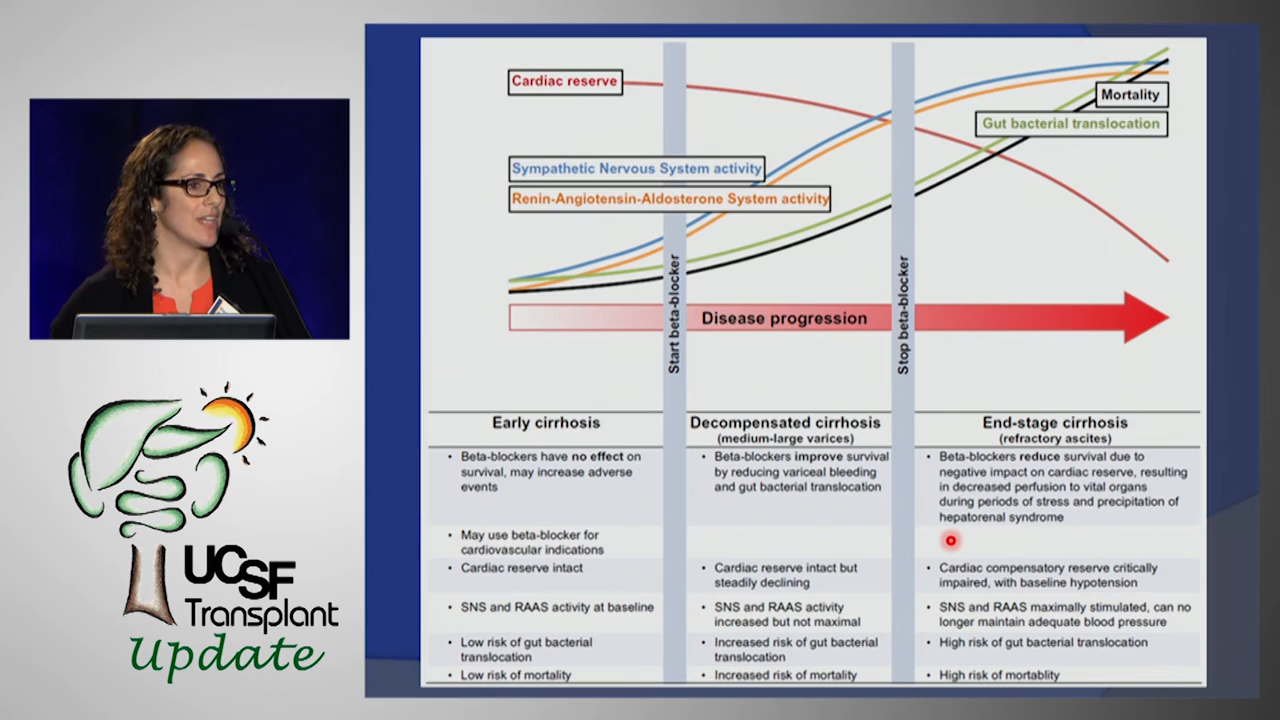 Cardiac reserve
Mortality
Gut bacterial translocation
Sympathetic Nervous System activity
Renin-Angiotensin-Aldosterone System activity
Start beta-blocker
Stop beta-blocker
Disease progression
Early cirrhosis
Decompensated cirrhosis
(medium-large varices)
End-stage cirrhosis
(refractory ascites)
• Beta-blockers have no effect on
survival, may increase adverse
events
• Beta-blockers improve survival
by reducing variceal bleeding
and gut bacterial translocation
• Beta-blockers reduce survival due to
negative impact on cardiac reserve, resulting
in decreased perfusion to vital organs
during periods of stress and precipitation of
hepatorenal syndrome
• May use beta-blocker for
cardiovascular indications
• Cardiac reserve intact
• Cardiac reserve intact but
steadily declining
• Cardiac compensatory reserve critically
impaired, with baseline hypotension
• SNS and RAAS activity at baseline
• SNS and RAAS activity
increased but not maximal
• SNS and RAAS maximally stimulated, can no
longer maintain adequate blood pressure
• Low risk of gut bacterial
translocation
• Increased risk of gut bacterial
translocation
• High risk of gut bacterial translocation
• Low risk of mortality
• Increased risk of mortality
• High risk of mortablity
UCSF
Transplant
Update